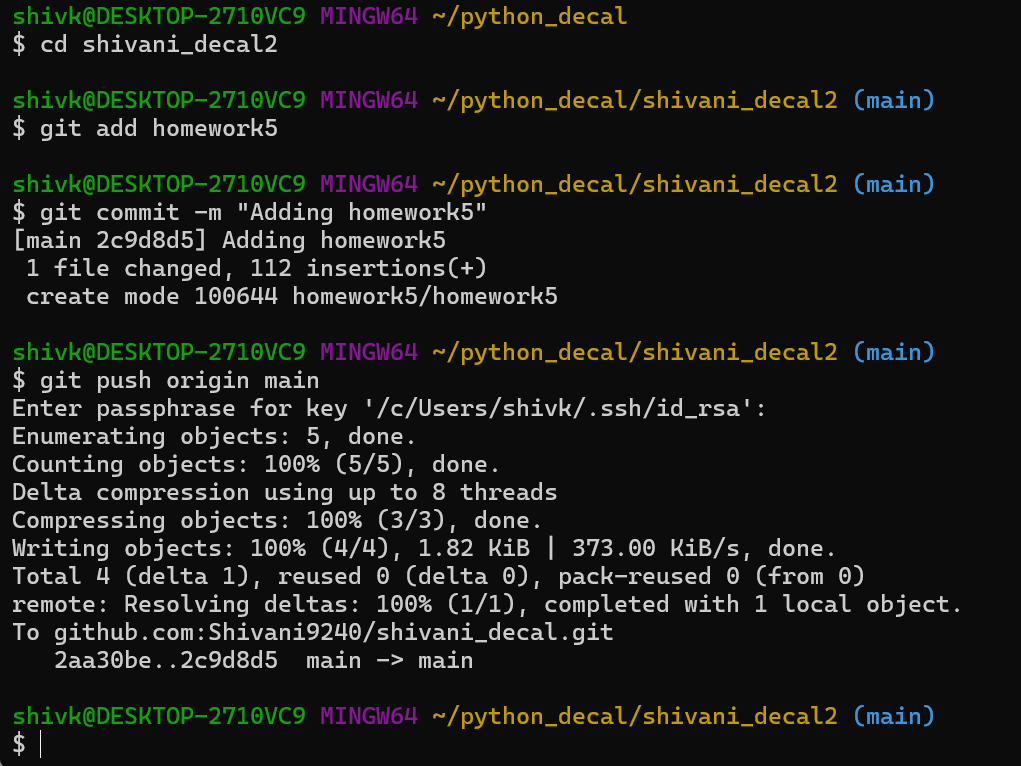 shivk@DESKTOP-2710VC9 MINGW64 ~/python_decal
$ cd shivani_decal2
shivk@DESKTOP-2710VC9 MINGW64 ~/python_decal/shivani_decal2 (main)
$ git add homework5
shivk@DESKTOP-2710VC9 MINGW64 ~/python_decal/shivani_decal2 (main)
$ git commit -m "Adding homework5"
[main 2c9d8d5] Adding homework5
 1 file changed, 112 insertions(+)
 create mode 100644 homework5/homework5
shivk@DESKTOP-2710VC9 MINGW64 ~/python_decal/shivani_decal2 (main)
$ git push origin main
Enter passphrase for key '/c/Users/shivk/.ssh/id_rsa':
Enumerating objects: 5, done.
Counting objects: 100% (5/5), done.
Delta compression using up to 8 threads
Compressing objects: 100% (3/3), done.
Writing objects: 100% (4/4), 1.82 KiB | 373.00 KiB/s, done.
Total 4 (delta 1), reused 0 (delta 0), pack-reused 0 (from 0)
remote: Resolving deltas: 100% (1/1), completed with 1 local object.
To github.com:Shivani9240/shivani_decal.git
   2aa30be..2c9d8d5  main -> main
shivk@DESKTOP-2710VC9 MINGW64 ~/python_decal/shivani_decal2 (main)
$